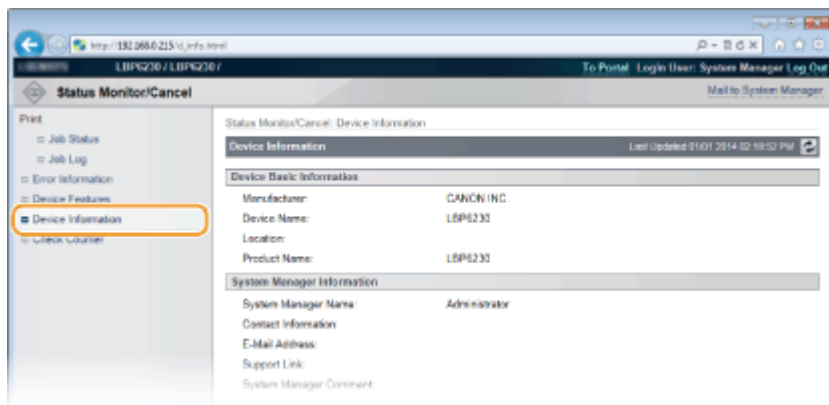 http://192.168.0.215/d_info.html
LBP6230 / LBP6230 /
To Portal Login User: System Manager Log Out
Status Monitor/Cancel
Mail to System Manager
Print
Job Status
Job Log
Error Information
Device Features
Device Information
Check Counter
Status Monitor/Cancel: Device Information
Device Information
Last Updated 01/01 2014 02:18:52 PM
Device Basic Information
Manufacturer: CANON INC.
Device Name: LBP6230
Location:
Product Name: LBP6230
System Manager Information
System Manager Name: Administrator
Contact Information:
E-Mail Address:
Support Link:
System Manager Comment: